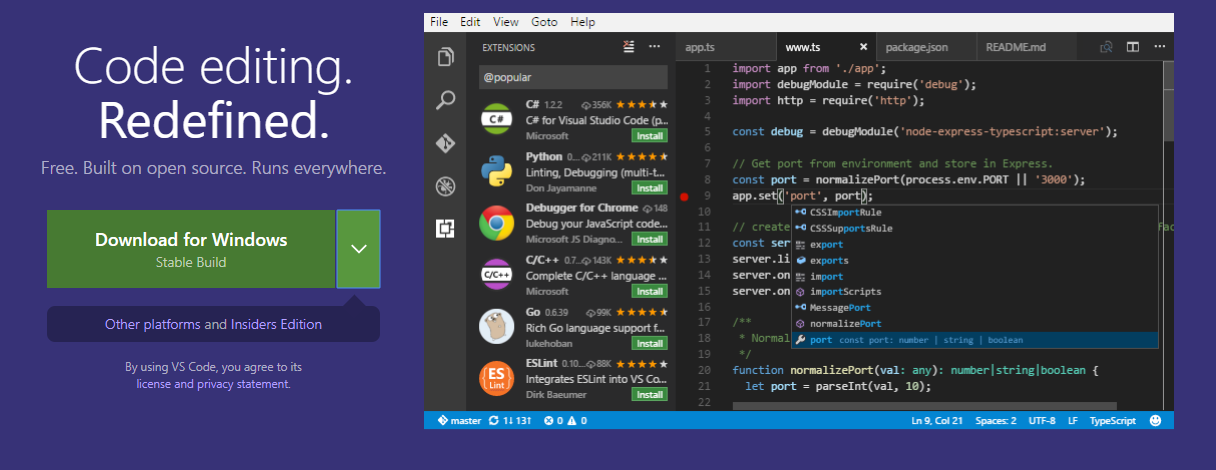 Code editing.
Redefined.
Free. Built on open source. Runs everywhere.
Download for Windows
Stable Build
Other platforms and Insiders Edition
By using VS Code, you agree to its
license and privacy statement.
File Edit View Goto Help
EXTENSIONS
@popular
C# 1.2.2 356K
C# for Visual Studio Code (p...
Microsoft Install
Python 0... 211K
Linting, Debugging (multi-t...
Don Jayamanne Install
Debugger for Chrome 148
Debug your JavaScript code...
Microsoft JS Diagno... Install
C/C++ 0.7... 143K
Complete C/C++ language ...
Microsoft Install
Go 0.6.39 99K
Rich Go language support f...
lukehoban Install
ESLint 0.10... 88K
Integrates ESLint into VS Co...
Dirk Baeumer Install
C#
C/C++
ES
Lint
app.ts www.ts package.json README.md
1 import app from './app';
2 import debugModule = require('debug');
3 import http = require('http');
4
5 const debug = debugModule('node-express-typescript:server');
6
7 // Get port from environment and store in Express.
8 const port = normalizePort(process.env.PORT || '3000');
9 app.set('port', port);
10
11 // create
12 const ser
13 server.li
14 server.on
15 server.on
16
17 /**
18 * Normal
19 */
20 function normalizePort(val: any): number|string|boolean {
21 let port = parseInt(val, 10);
22
CSSImportRule
CSSSupportsRule
export
exports
import
importScripts
MessagePort
normalizePort
port const port: number | string | boolean
master 1↓ 13↑ 0 0 Ln 9, Col 21 Spaces: 2 UTF-8 LF TypeScript